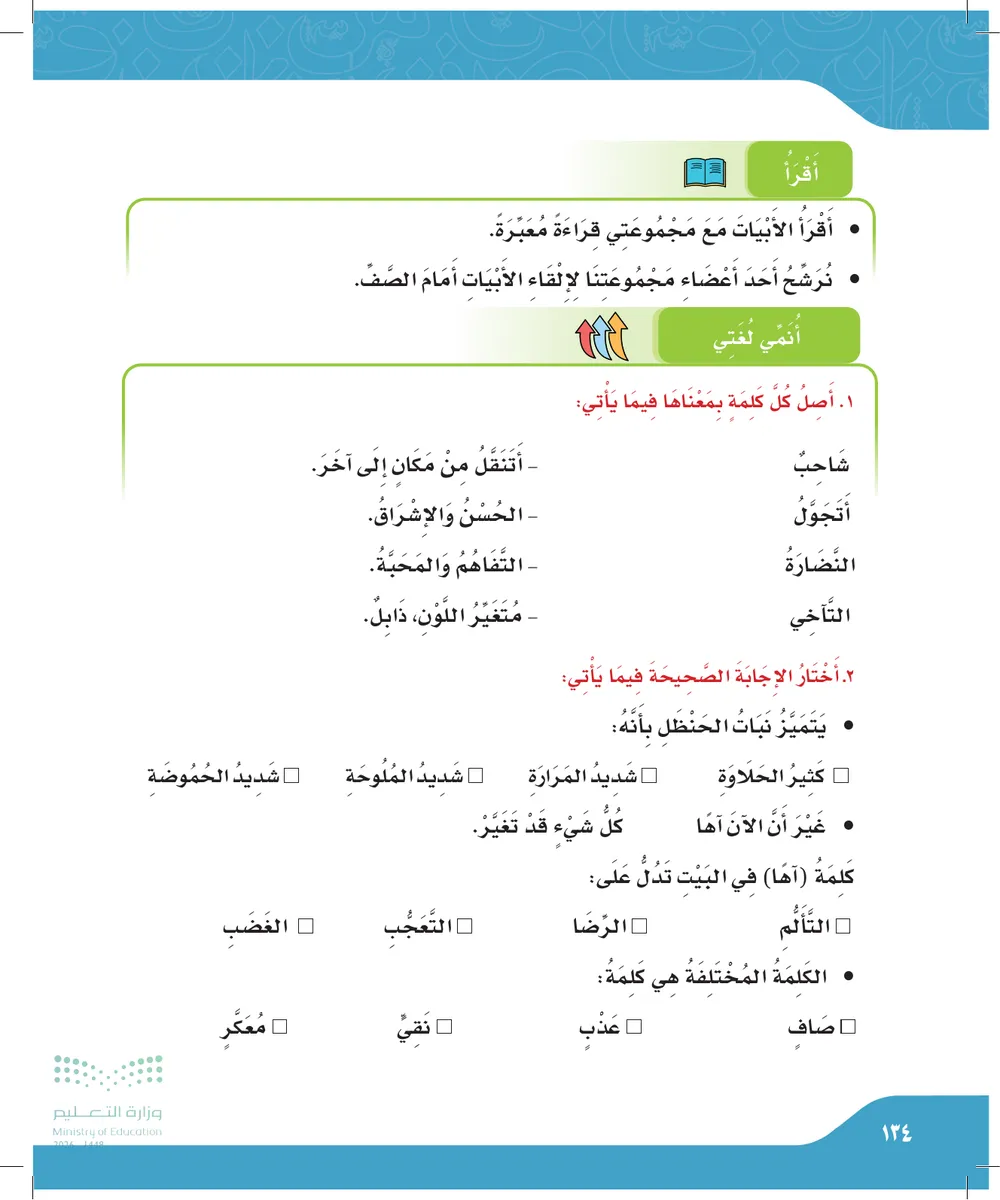 أَقْرَأُ
• أَقْرَأُ الأَبْيَاتَ مَعَ مَجْمُوعَتِي قِرَاءَةً مُعَبِّرَةً.
• نُرَشِّحُ أَحَدَ أَعْضَاءِ مَجْمُوعَتِنَا لِإِلْقَاءِ الأَبْيَاتِ أَمَامَ الصَّفِّ.
أُنَمِّي لُغَتِي
١. أَصِلُ كُلَّ كَلِمَةٍ بِمَعْنَاهَا فِيمَا يَأْتِي:
شَاحِبٌ – أَتَنَقَّلُ مِنْ مَكَانٍ إِلَى آخَرَ.
أَتَجَوَّلُ – الحُسْنُ وَالإِشْرَاقُ.
النَّضَارَةُ – التَّفَاهُمُ وَالمَحَبَّةُ.
التَّآخِي – مُتَغَيِّرُ اللَّوْنِ، ذَابِلٌ.
٢. أَخْتَارُ الإِجَابَةَ الصَّحِيحَةَ فِيمَا يَأْتِي:
• يَتَمَيَّزُ نَبَاتُ الحَنْظَلِ بِأَنَّهُ:
□ كَثِيرُ الحَلَاوَةِ □ شَدِيدُ المَرَارَةِ □ شَدِيدُ المُلُوحَةِ □ شَدِيدُ الحُمُوضَةِ
• غَيْرَ أَنَّ الآنَ آهًا كُلُّ شَيْءٍ قَدْ تَغَيَّرْ.
كَلِمَةُ (آهًا) فِي البَيْتِ تَدُلُّ عَلَى:
□ التَّأَلُّمِ □ الرِّضَا □ التَّعَجُّبِ □ الغَضَبِ
• الكَلِمَةُ المُخْتَلِفَةُ هِي كَلِمَةُ:
□ صَافٍ □ عَذْبٍ □ نَقِيٍّ □ مُعَكَّرٍ
وزارة التعليم
Ministry of Education
2026 - 1448
١٣٤